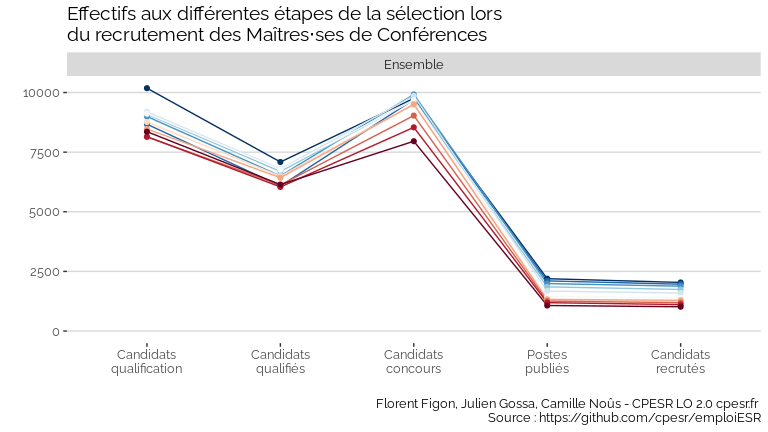 Effectifs aux différentes étapes de la sélection lors
du recrutement des Maîtres·ses de Conférences
Ensemble
10000
7500
5000
2500
0
Candidats
qualification
Candidats
qualifiés
Candidats
concours
Postes
publiés
Candidats
recrutés
Florent Figon, Julien Gossa, Camille Noûs - CPESR LO 2.0 cpesr.fr
Source : https://github.com/cpesr/emploiESR